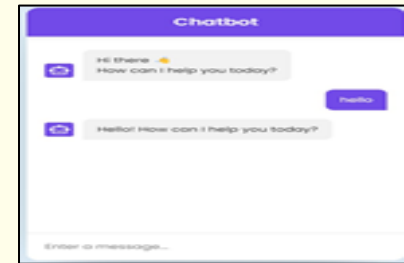 Chatbot
Hi there 👋
How can I help you today?
hello
Hello! How can I help you today?
Enter a message...